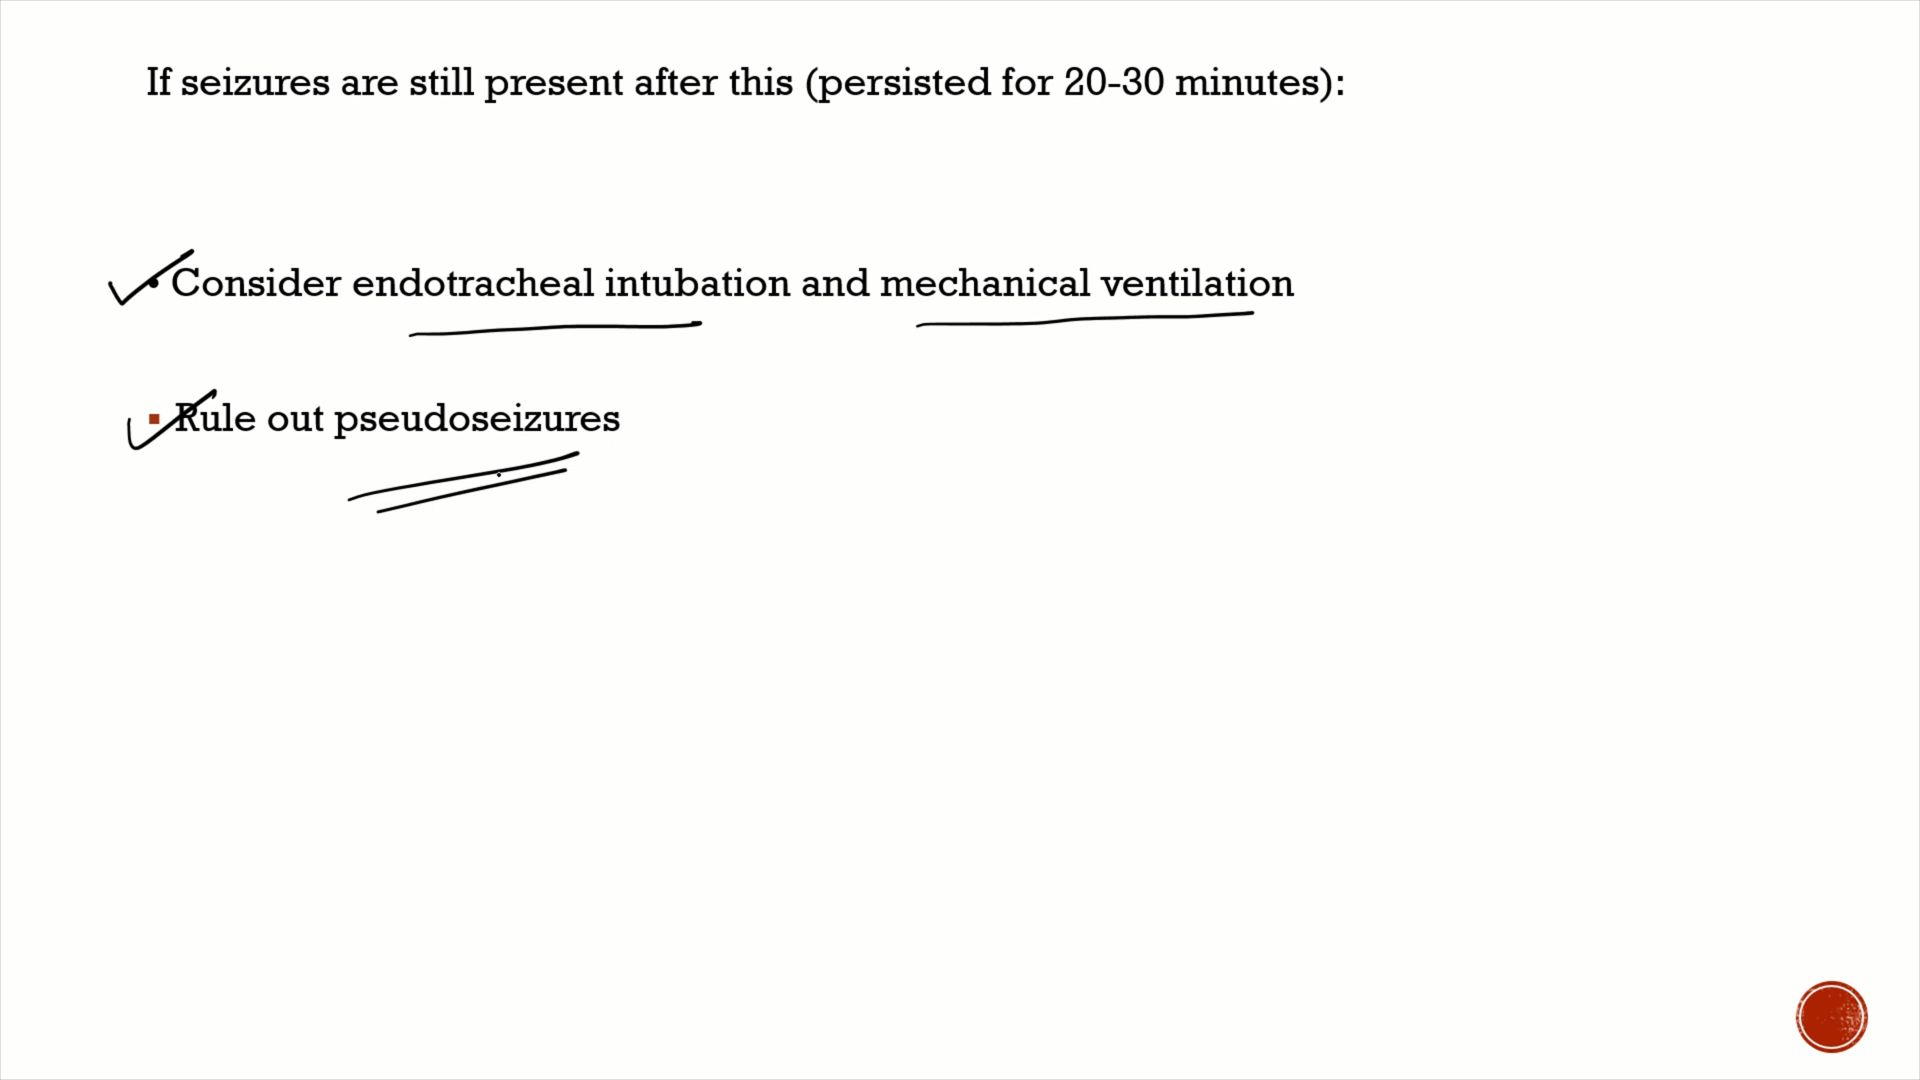 If seizures are still present after this (persisted for 20-30 minutes):
• Consider endotracheal intubation and mechanical ventilation
▪ Rule out pseudoseizures